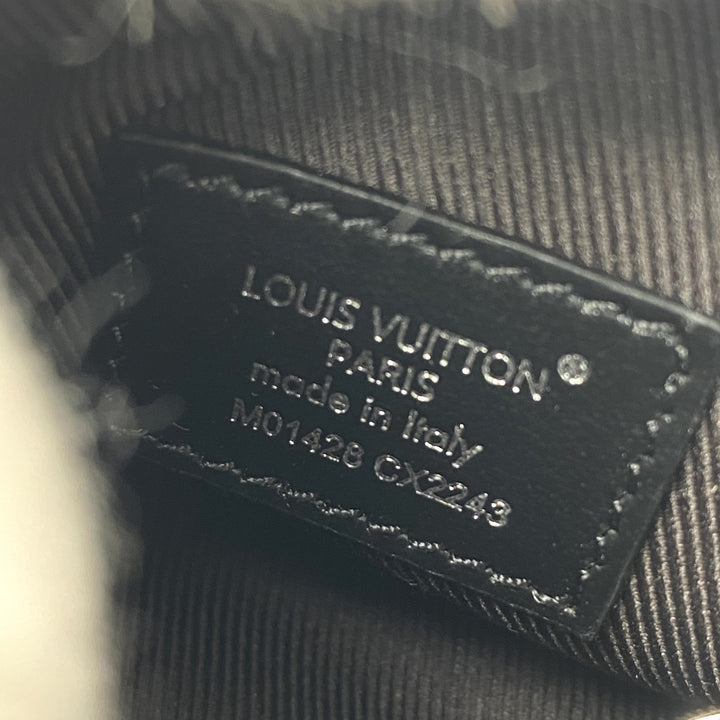 LOUIS VUITTON®
PARIS
made in Italy
M01428 CX2243